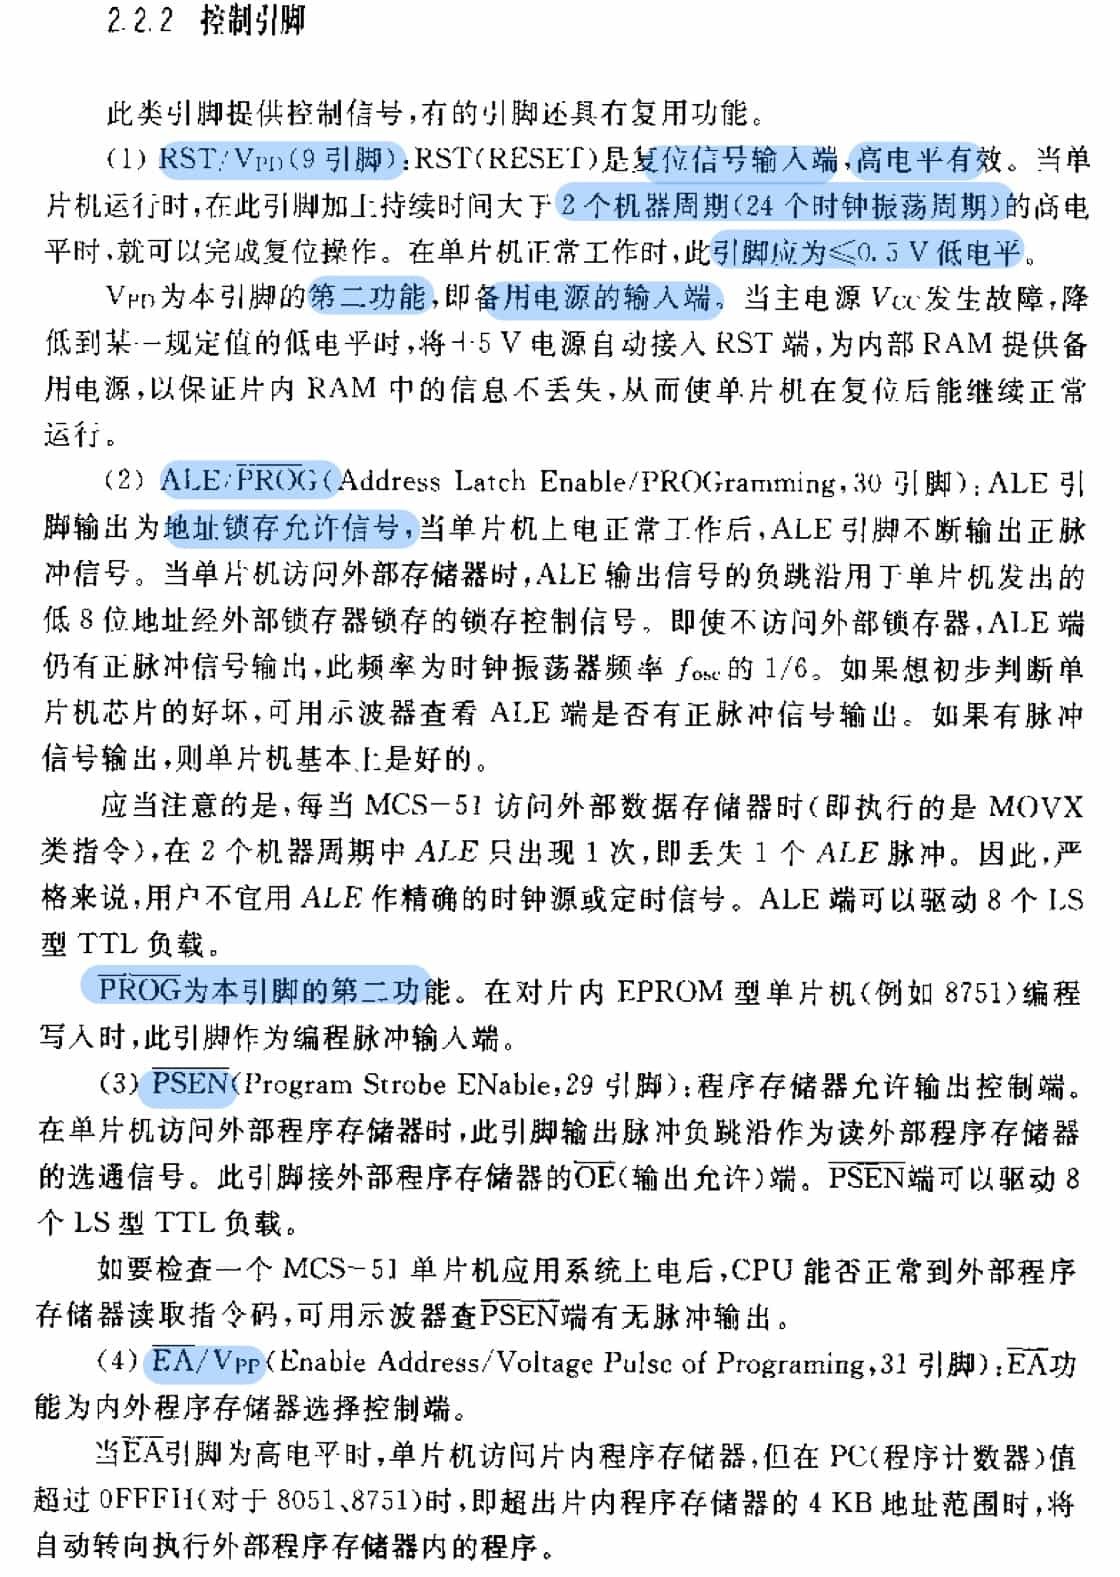 2.2.2 控制引脚
此类引脚提供控制信号,有的引脚还具有复用功能。
(1) RST/VPD(9 引脚):RST(RESET)是复位信号输入端,高电平有效。当单
片机运行时,在此引脚加上持续时间大于 2 个机器周期(24 个时钟振荡周期)的高电
平时,就可以完成复位操作。在单片机正常工作时,此引脚应为≤0.5 V 低电平。
VPD为本引脚的第二功能,即备用电源的输入端。当主电源 VCC发生故障,降
低到某一规定值的低电平时,将+5 V 电源自动接入 RST 端,为内部 RAM 提供备
用电源,以保证片内 RAM 中的信息不丢失,从而使单片机在复位后能继续正常
运行。
(2) ALE/PROG(Address Latch Enable/PROGramming,30 引脚):ALE 引
脚输出为地址锁存允许信号,当单片机上电正常工作后,ALE 引脚不断输出正脉
冲信号。当单片机访问外部存储器时,ALE 输出信号的负跳沿用于单片机发出的
低 8 位地址经外部锁存器锁存的锁存控制信号。即使不访问外部锁存器,ALE 端
仍有正脉冲信号输出,此频率为时钟振荡器频率 fosc的 1/6。如果想初步判断单
片机芯片的好坏,可用示波器查看 ALE 端是否有正脉冲信号输出。如果有脉冲
信号输出,则单片机基本上是好的。
应当注意的是,每当 MCS-51 访问外部数据存储器时(即执行的是 MOVX
类指令),在 2 个机器周期中 ALE 只出现 1 次,即丢失 1 个 ALE 脉冲。因此,严
格来说,用户不宜用 ALE 作精确的时钟源或定时信号。ALE 端可以驱动 8 个 LS
型 TTL 负载。
PROG为本引脚的第二功能。在对片内 EPROM 型单片机(例如 8751)编程
写入时,此引脚作为编程脉冲输入端。
(3) PSEN(Program Strobe ENable,29 引脚):程序存储器允许输出控制端。
在单片机访问外部程序存储器时,此引脚输出脉冲负跳沿作为读外部程序存储器
的选通信号。此引脚接外部程序存储器的OE(输出允许)端。PSEN端可以驱动 8
个 LS 型 TTL 负载。
如要检查一个 MCS-51 单片机应用系统上电后,CPU 能否正常到外部程序
存储器读取指令码,可用示波器查PSEN端有无脉冲输出。
(4) EA/VPP(Enable Address/Voltage Pulse of Programing,31 引脚):EA功
能为内外程序存储器选择控制端。
当EA引脚为高电平时,单片机访问片内程序存储器,但在 PC(程序计数器)值
超过 0FFFH(对于 8051、8751)时,即超出片内程序存储器的 4 KB 地址范围时,将
自动转向执行外部程序存储器内的程序。